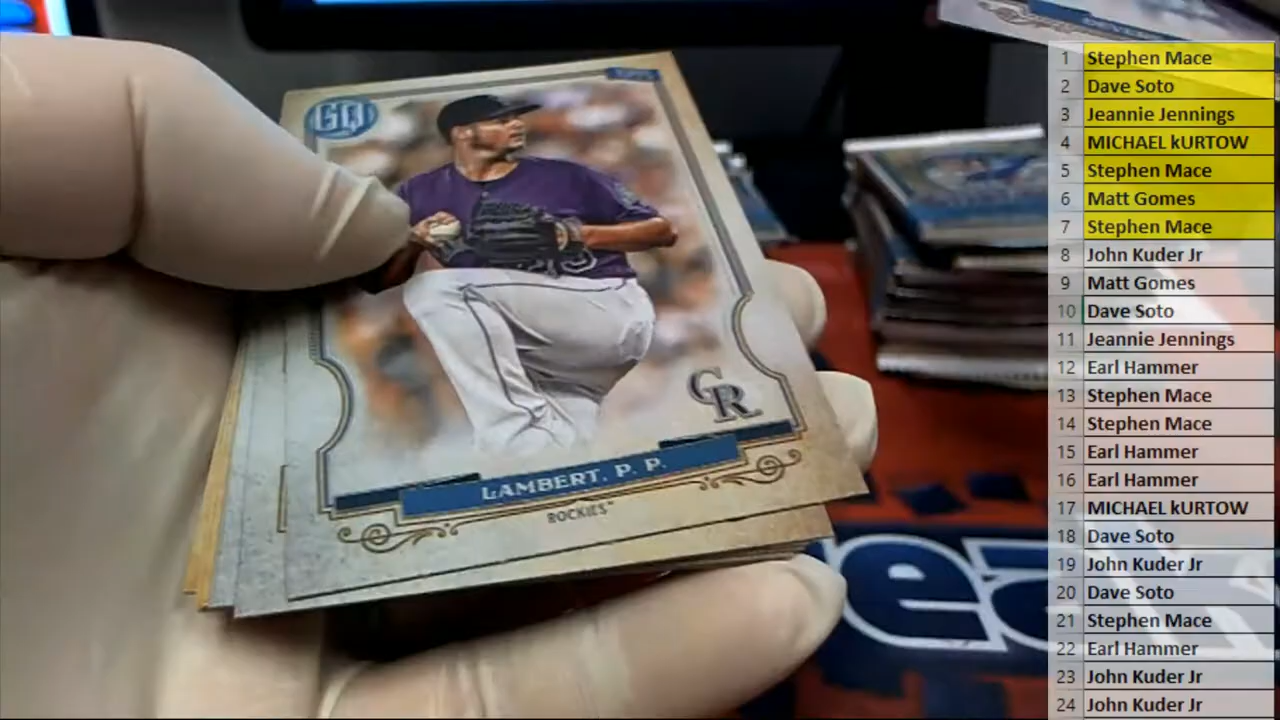 GQ
TOPPS
CR
LAMBERT, P. P.
ROCKIES™
1 Stephen Mace
2 Dave Soto
3 Jeannie Jennings
4 MICHAEL kURTOW
5 Stephen Mace
6 Matt Gomes
7 Stephen Mace
8 John Kuder Jr
9 Matt Gomes
10 Dave Soto
11 Jeannie Jennings
12 Earl Hammer
13 Stephen Mace
14 Stephen Mace
15 Earl Hammer
16 Earl Hammer
17 MICHAEL kURTOW
18 Dave Soto
19 John Kuder Jr
20 Dave Soto
21 Stephen Mace
22 Earl Hammer
23 John Kuder Jr
24 John Kuder Jr